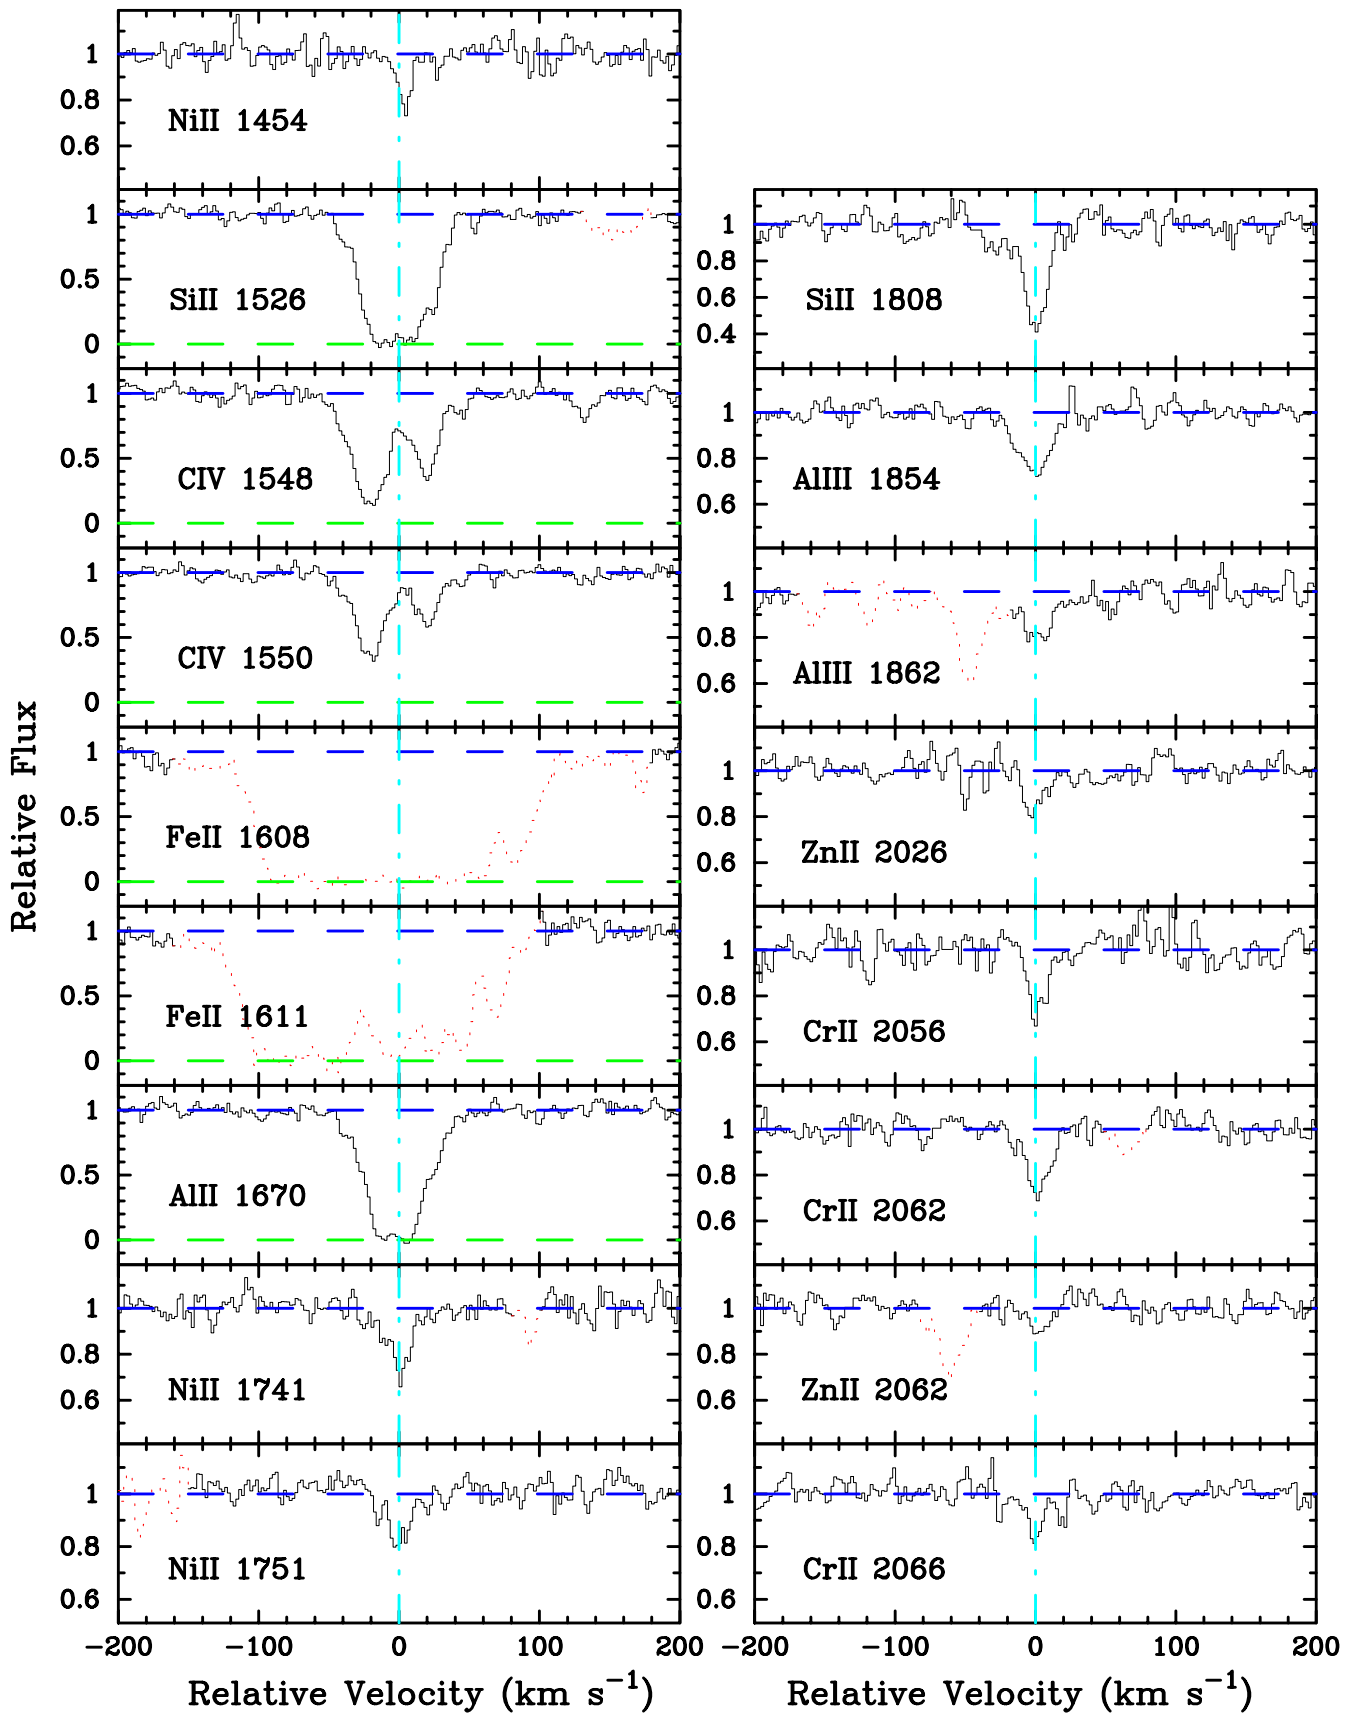 Relative Flux
1
0.8
0.6
NiII 1454
1
0.5
0
SiII 1526
1
0.5
0
CIV 1548
1
0.5
0
CIV 1550
1
0.5
0
FeII 1608
1
0.5
0
FeII 1611
1
0.5
0
AlII 1670
1
0.8
0.6
NiII 1741
1
0.8
0.6
NiII 1751
-200 -100 0 100 200
Relative Velocity (km s⁻¹)
1
0.8
0.6
0.4
SiII 1808
1
0.8
0.6
AlIII 1854
1
0.8
0.6
AlIII 1862
1
0.8
0.6
ZnII 2026
1
0.8
0.6
CrII 2056
1
0.8
0.6
CrII 2062
1
0.8
0.6
ZnII 2062
1
0.8
0.6
CrII 2066
-200 -100 0 100 200
Relative Velocity (km s⁻¹)